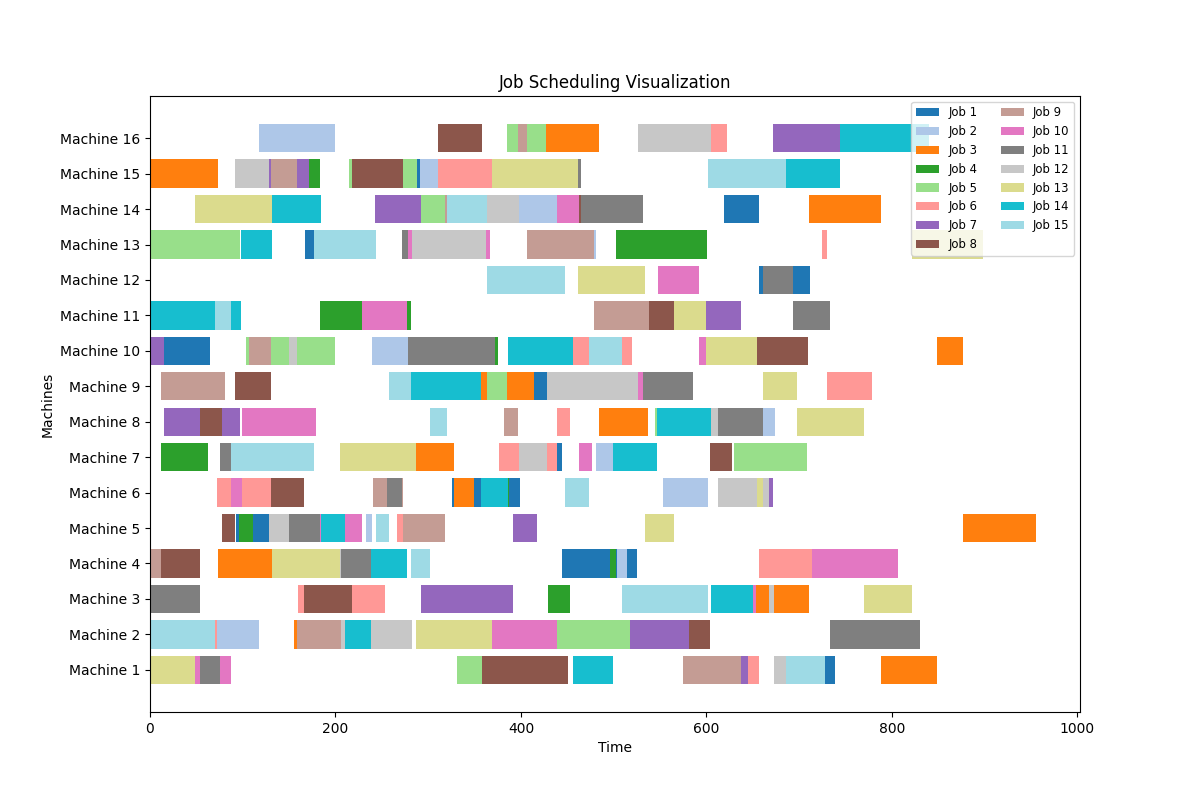 Job Scheduling Visualization
Machines
Machine 16
Machine 15
Machine 14
Machine 13
Machine 12
Machine 11
Machine 10
Machine 9
Machine 8
Machine 7
Machine 6
Machine 5
Machine 4
Machine 3
Machine 2
Machine 1
Job 1
Job 2
Job 3
Job 4
Job 5
Job 6
Job 7
Job 8
Job 9
Job 10
Job 11
Job 12
Job 13
Job 14
Job 15
0 200 400 600 800 1000
Time